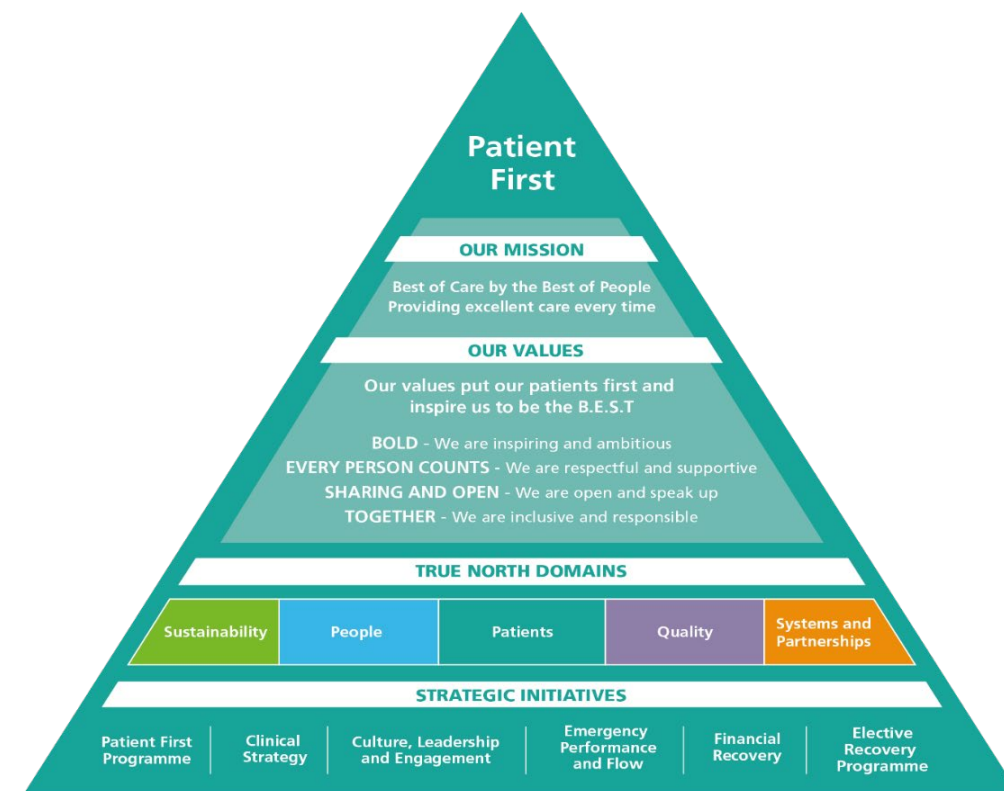 Patient
First
OUR MISSION
Best of Care by the Best of People
Providing excellent care every time
OUR VALUES
Our values put our patients first and
inspire us to be the B.E.S.T
BOLD - We are inspiring and ambitious
EVERY PERSON COUNTS - We are respectful and supportive
SHARING AND OPEN - We are open and speak up
TOGETHER - We are inclusive and responsible
TRUE NORTH DOMAINS
Sustainability
People
Patients
Quality
Systems and
Partnerships
STRATEGIC INITIATIVES
Patient First
Programme
Clinical
Strategy
Culture, Leadership
and Engagement
Emergency
Performance
and Flow
Financial
Recovery
Elective
Recovery
Programme